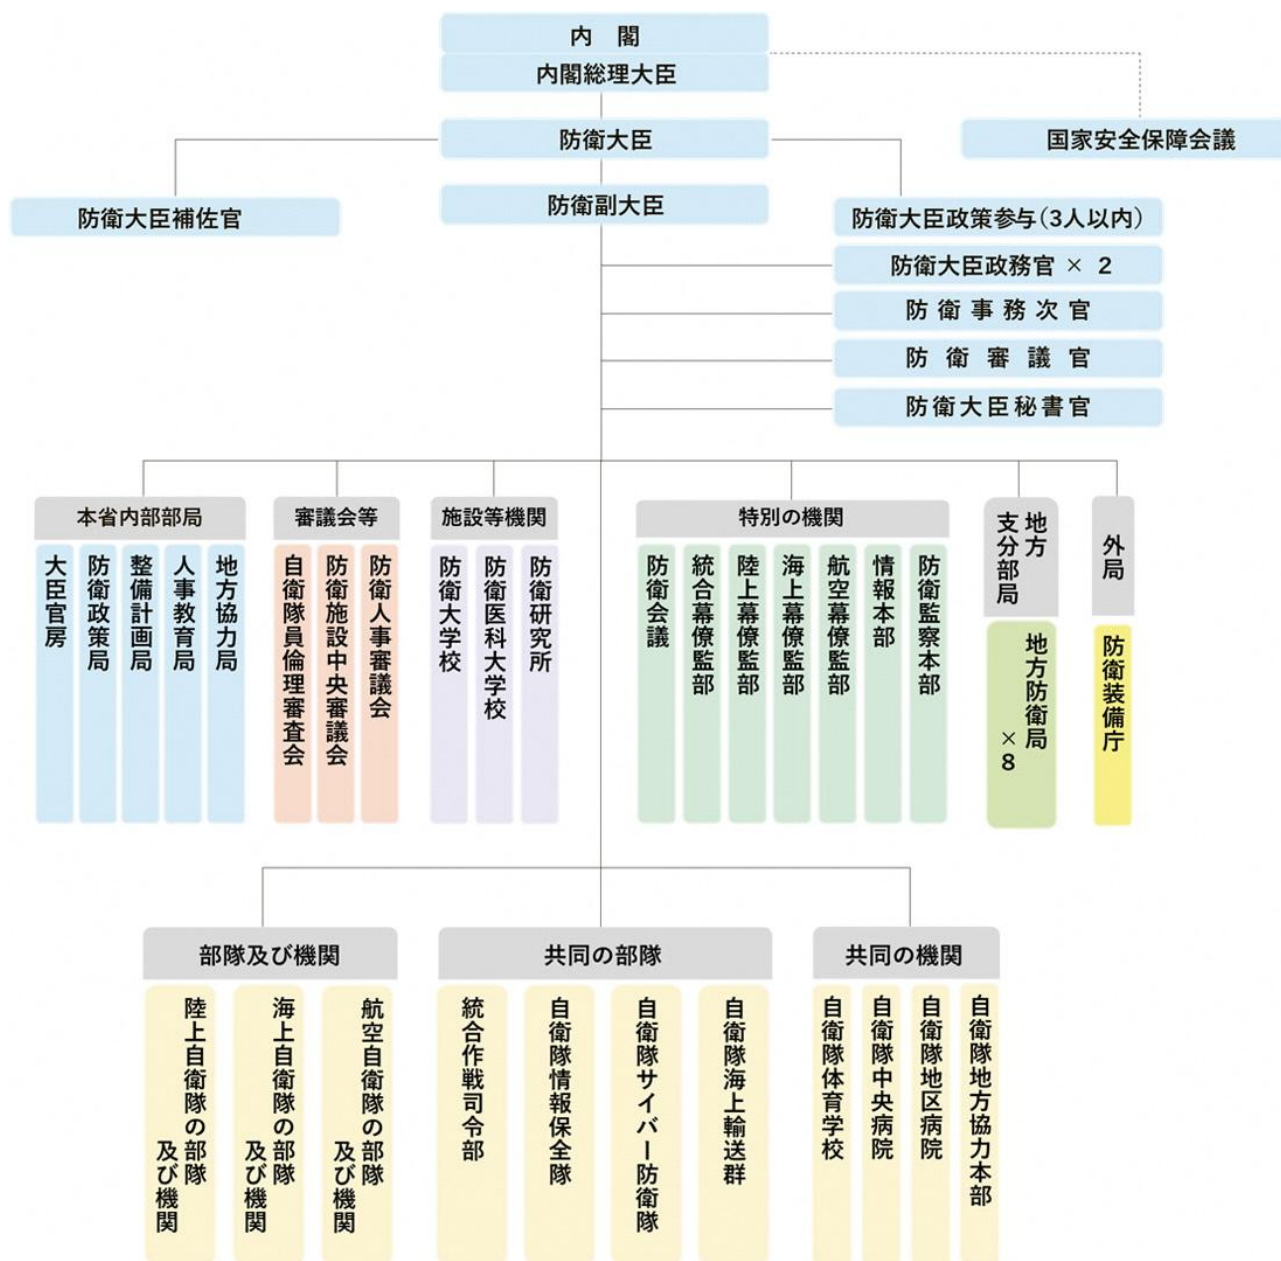 内 閣
内閣総理大臣
防衛大臣
国家安全保障会議
防衛大臣補佐官
防衛副大臣
防衛大臣政策参与(3人以内)
防衛大臣政務官 × 2
防衛事務次官
防衛審議官
防衛大臣秘書官
本省内部部局
大臣官房
防衛政策局
整備計画局
人事教育局
地方協力局
審議会等
自衛隊員倫理審査会
防衛施設中央審議会
防衛人事審議会
施設等機関
防衛大学校
防衛医科大学校
防衛研究所
特別の機関
防衛会議
統合幕僚監部
陸上幕僚監部
海上幕僚監部
航空幕僚監部
情報本部
防衛監察本部
地方
支分部局
地方防衛局
×8
外局
防衛装備庁
部隊及び機関
陸上自衛隊の部隊
及び機関
海上自衛隊の部隊
及び機関
航空自衛隊の部隊
及び機関
共同の部隊
統合作戦司令部
自衛隊情報保全隊
自衛隊サイバー防衛隊
自衛隊海上輸送群
共同の機関
自衛隊体育学校
自衛隊中央病院
自衛隊地区病院
自衛隊地方協力本部